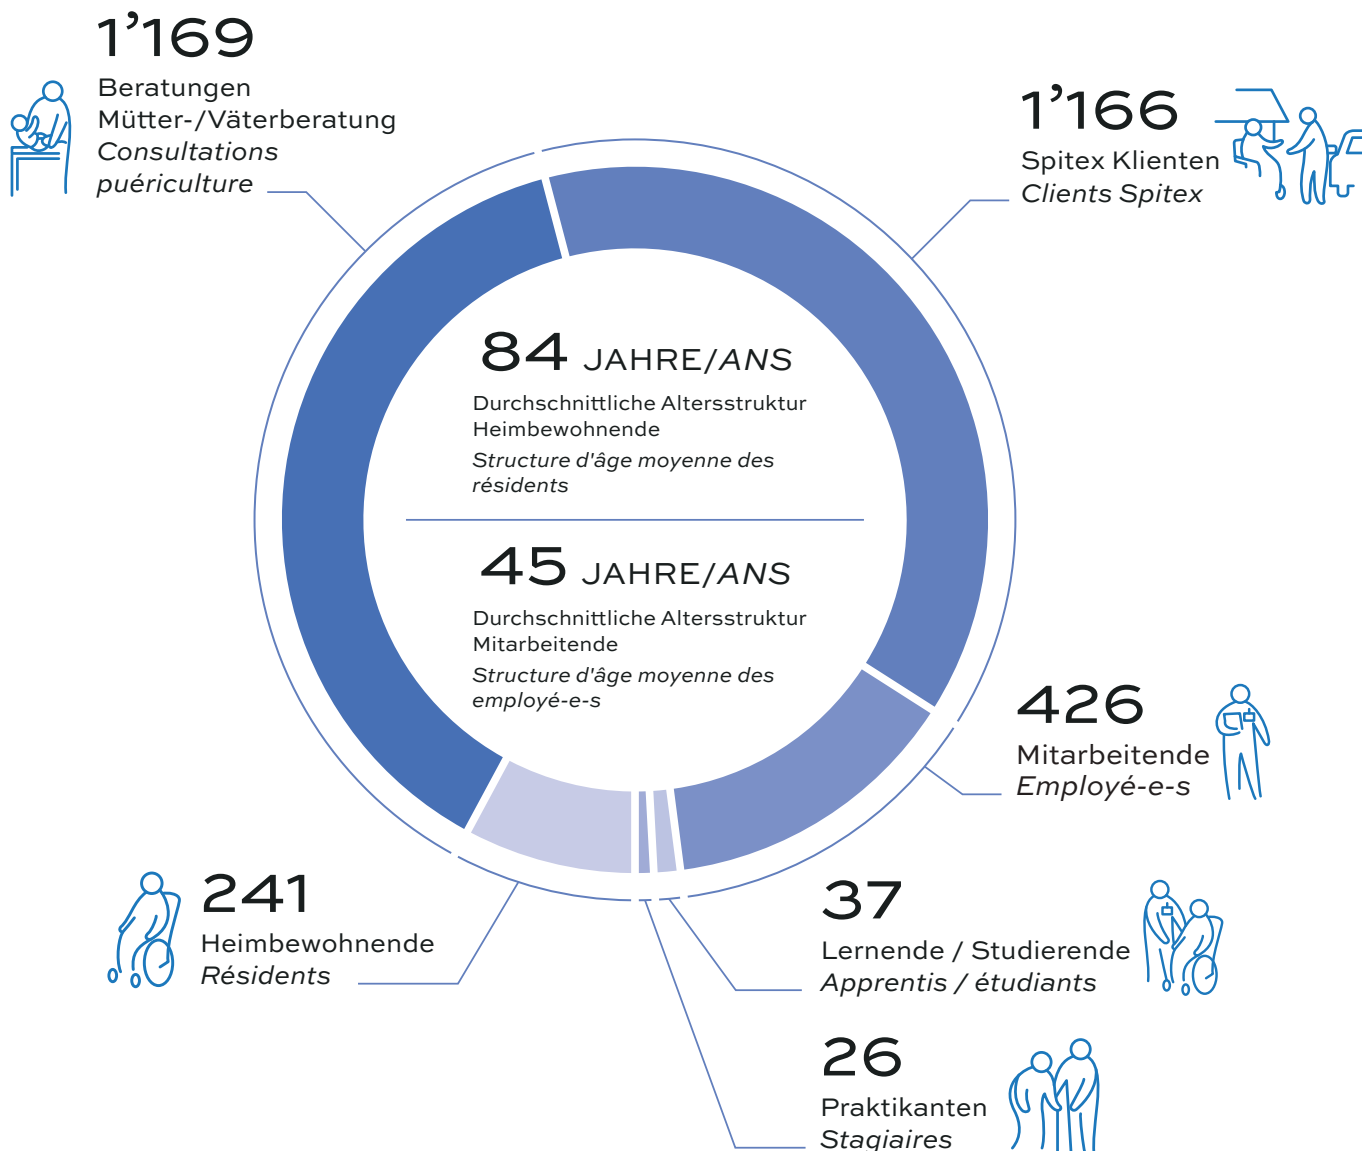 1’169
Beratungen
Mütter-/Väterberatung
Consultations
puériculture
1’166
Spitex Klienten
Clients Spitex
84 JAHRE/ANS
Durchschnittliche Altersstruktur
Heimbewohnende
Structure d'âge moyenne des
résidents
45 JAHRE/ANS
Durchschnittliche Altersstruktur
Mitarbeitende
Structure d'âge moyenne des
employé-e-s
426
Mitarbeitende
Employé-e-s
241
Heimbewohnende
Résidents
37
Lernende / Studierende
Apprentis / étudiants
26
Praktikanten
Stagiaires